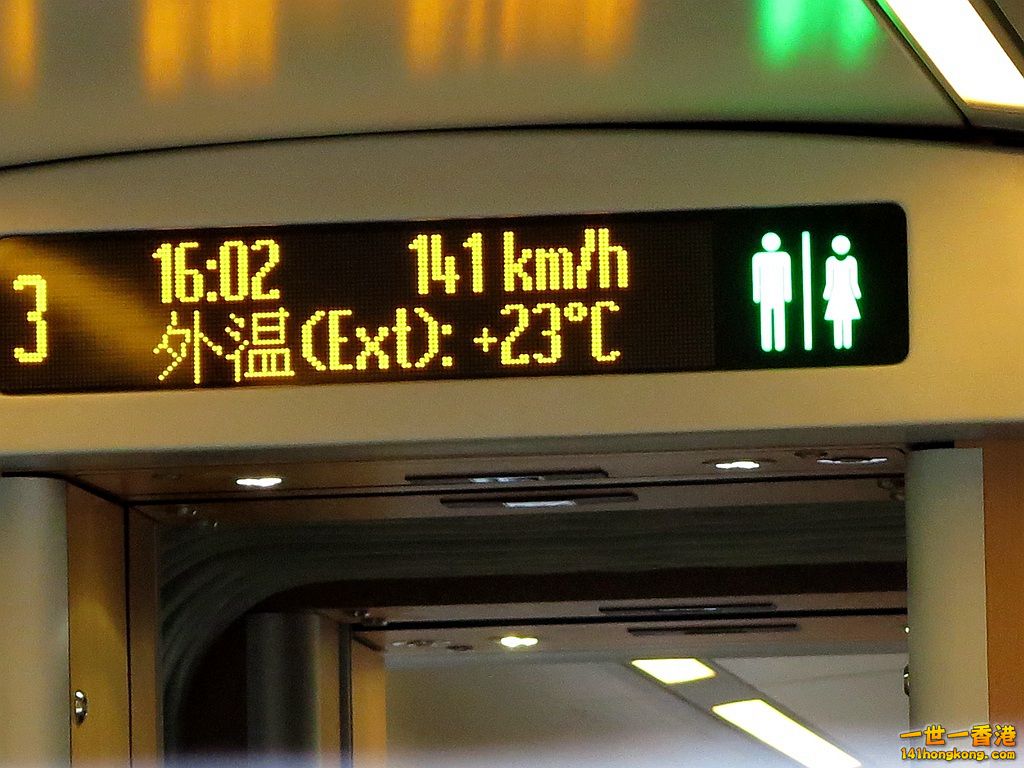 3
16:02 141 km/h
外温(Ext): +23°C
一世一香港
141hongkong.com